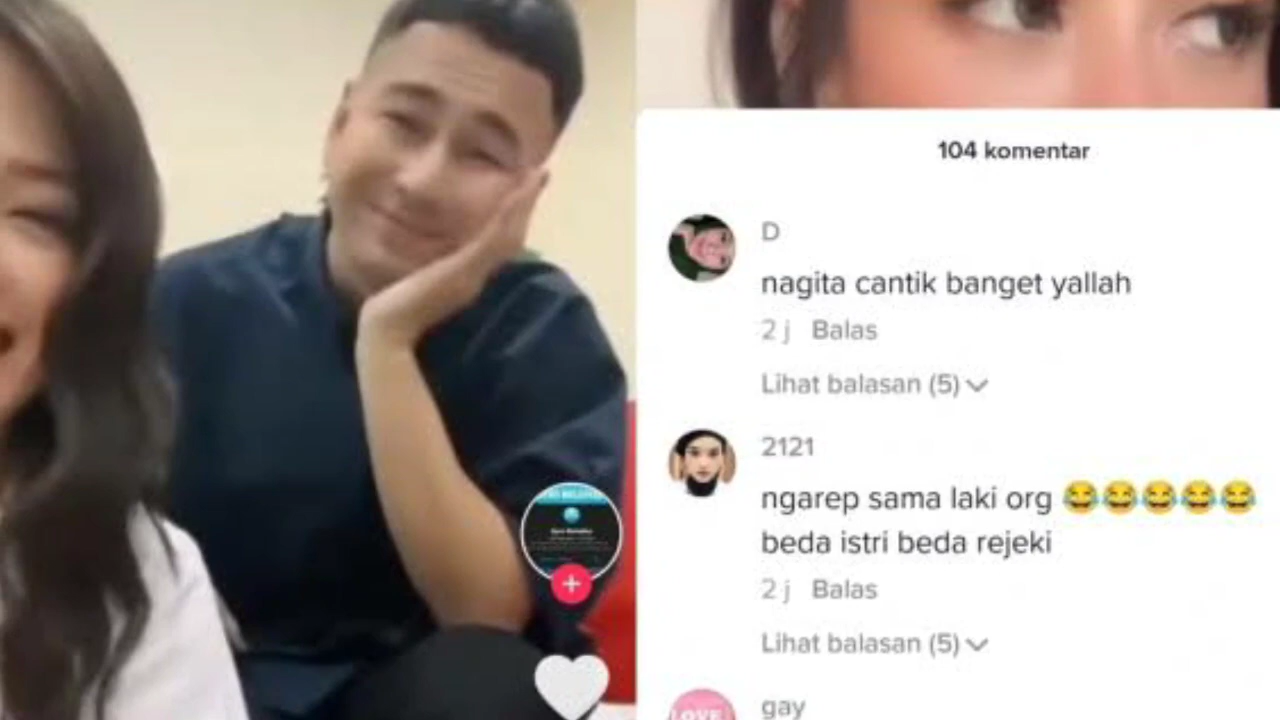 104 komentar
D
nagita cantik banget yallah
2 j Balas
Lihat balasan (5)
2121
ngarep sama laki org 😂😂😂😂😂
beda istri beda rejeki
2 j Balas
Lihat balasan (5)
gay
LOVE